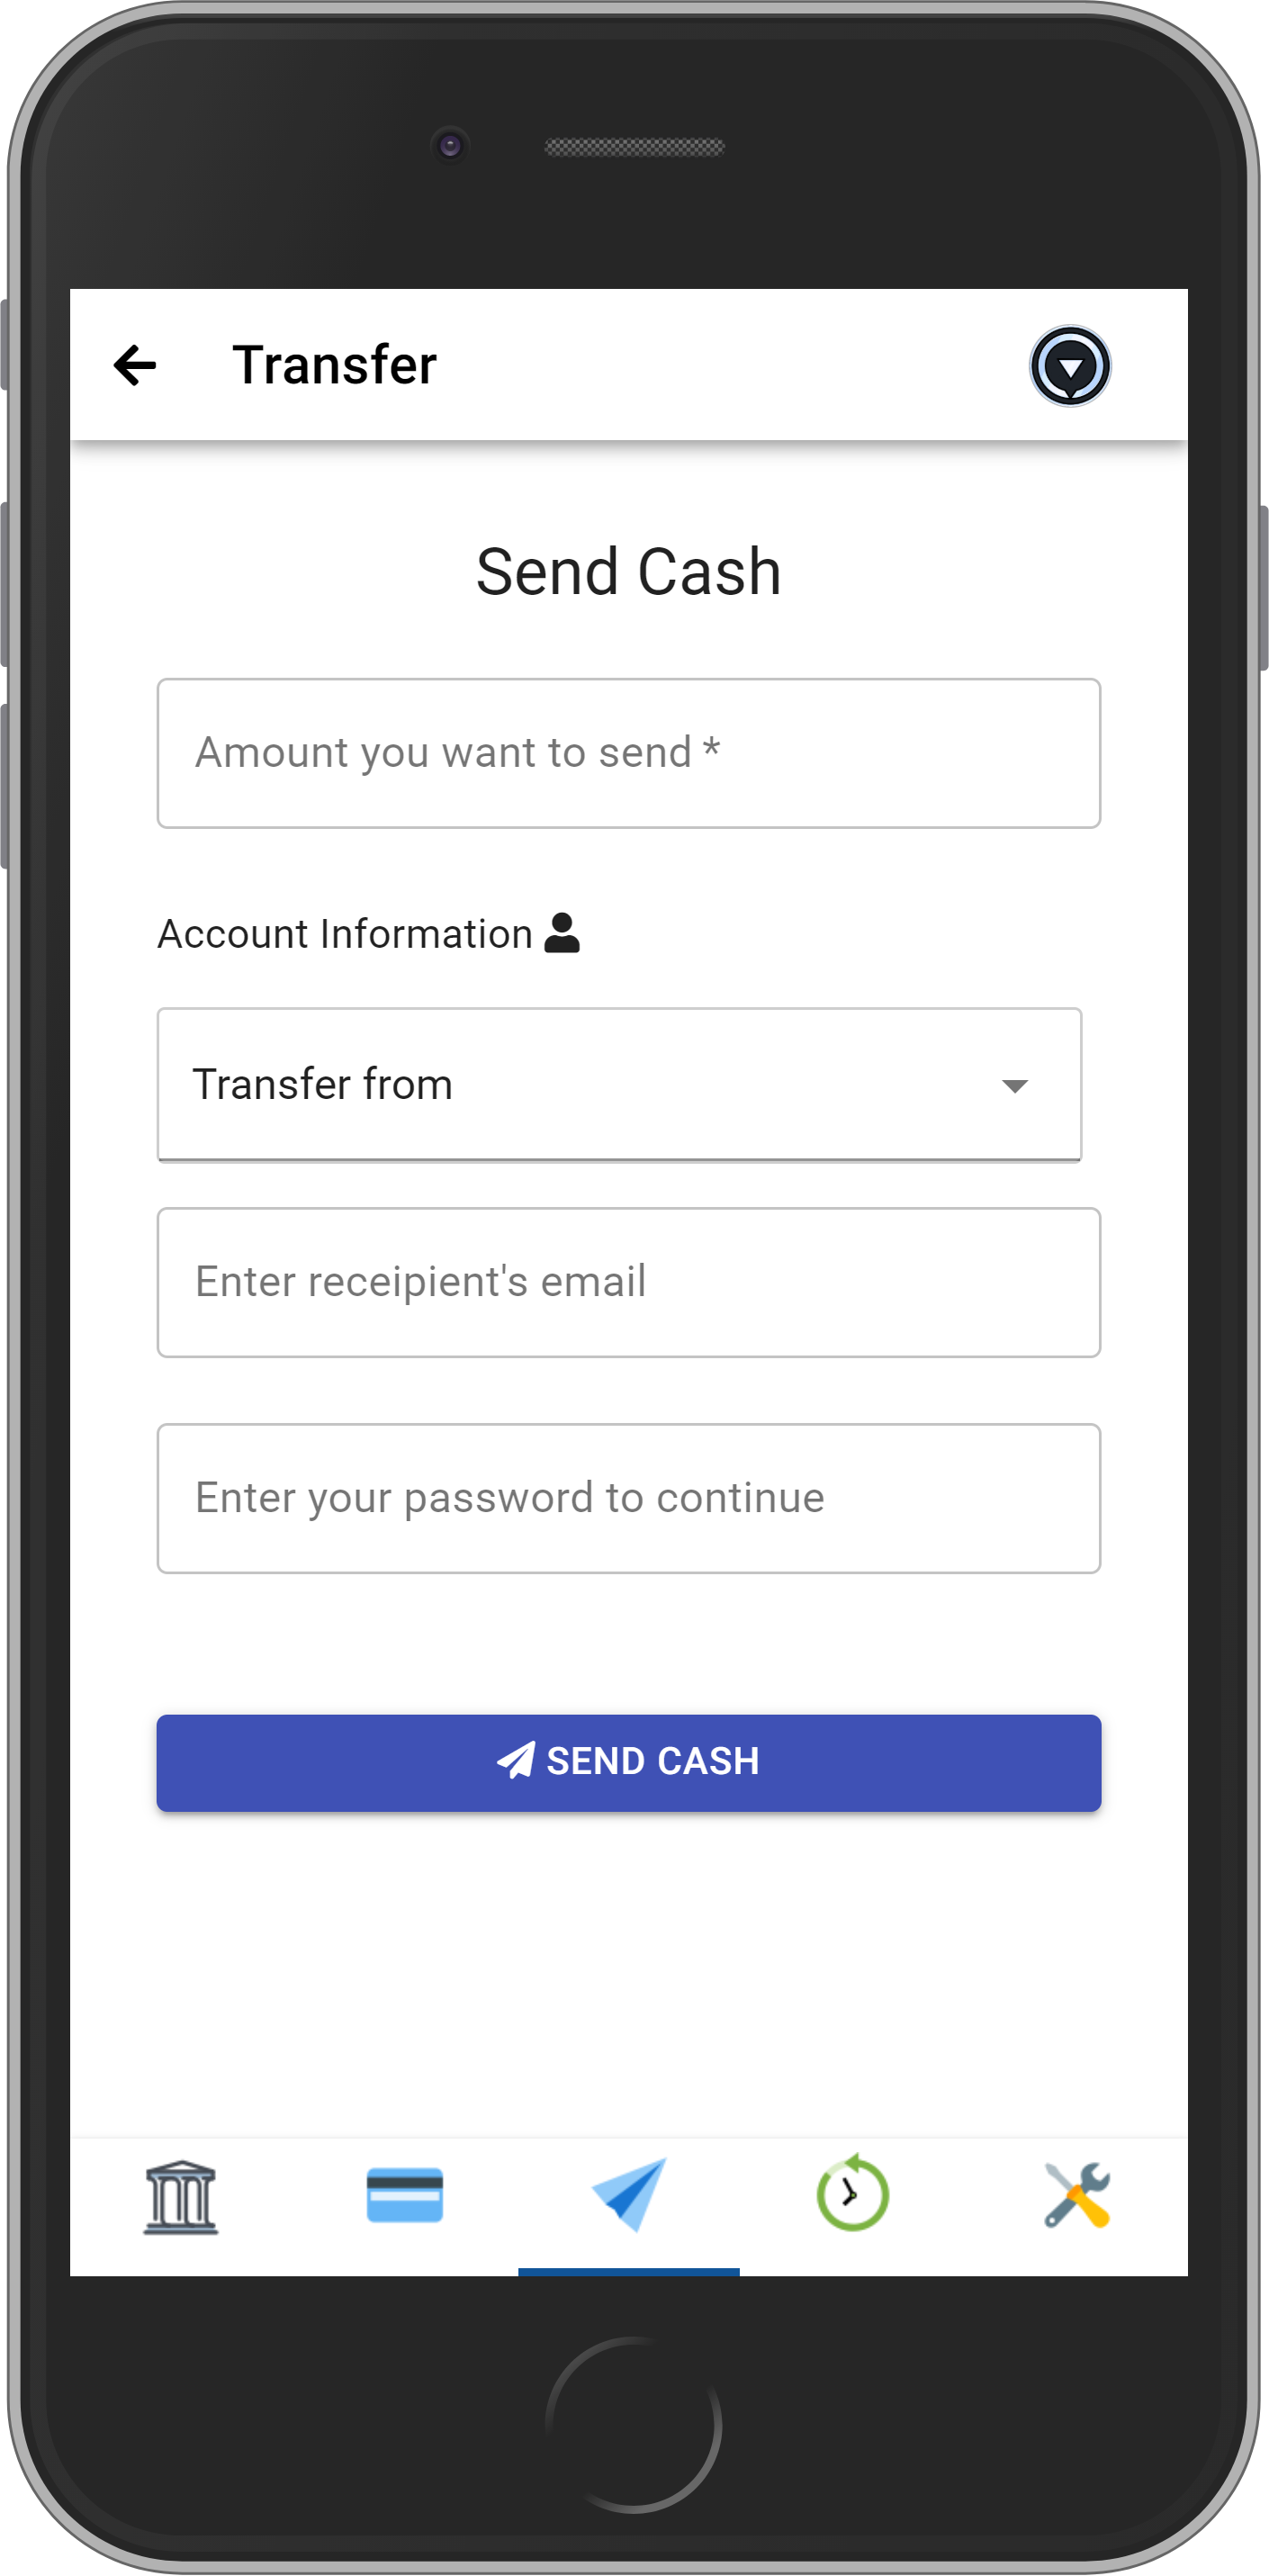 Transfer
Send Cash
Amount you want to send *
Account Information
Transfer from
Enter receipient's email
Enter your password to continue
SEND CASH